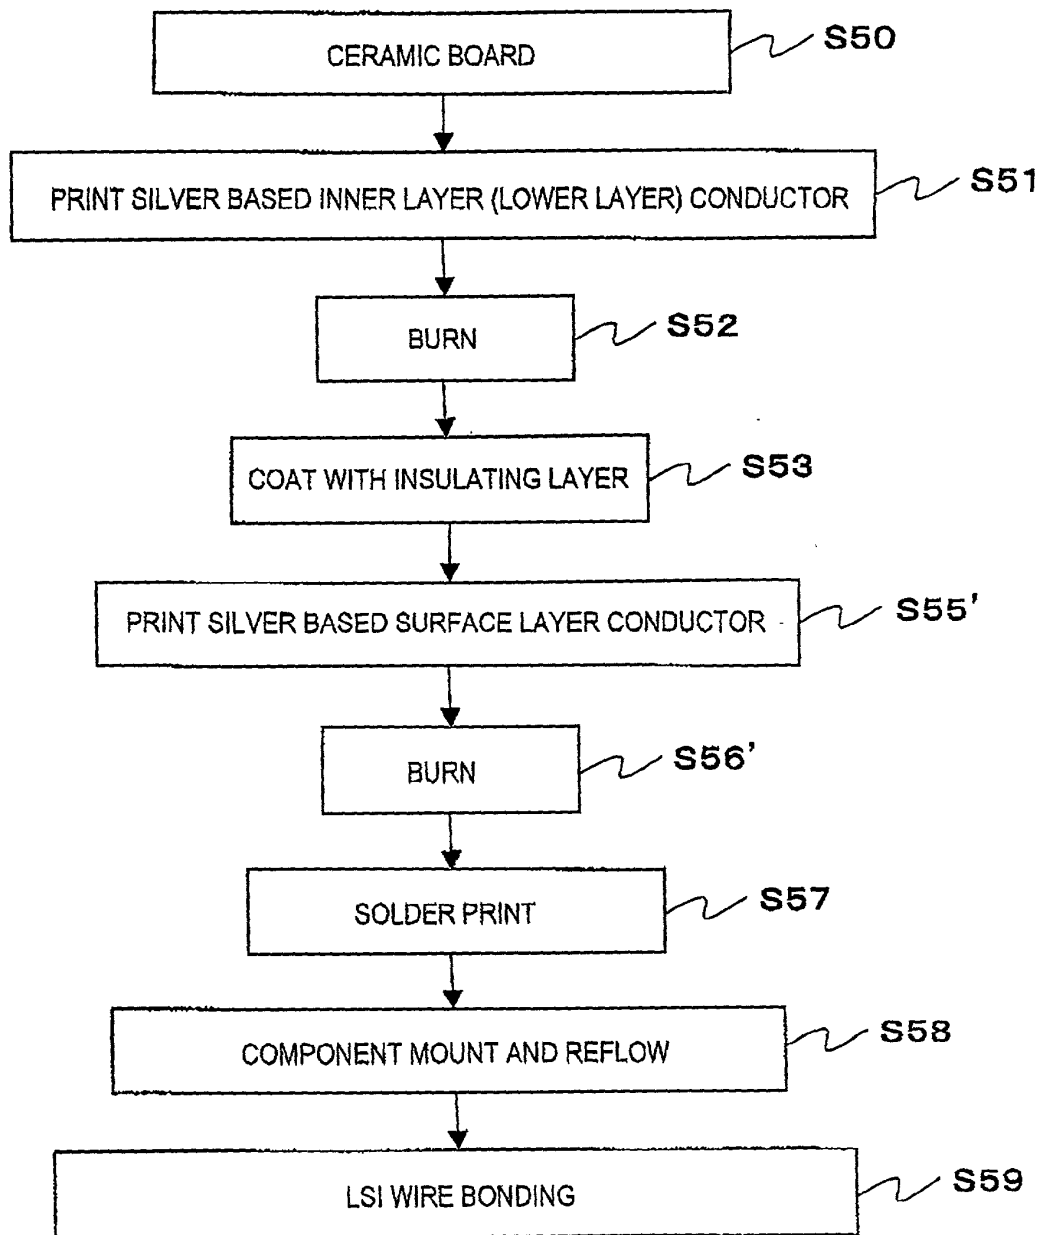 CERAMIC BOARD
S50
PRINT SILVER BASED INNER LAYER (LOWER LAYER) CONDUCTOR
S51
BURN
S52
COAT WITH INSULATING LAYER
S53
PRINT SILVER BASED SURFACE LAYER CONDUCTOR
S55'
BURN
S56'
SOLDER PRINT
S57
COMPONENT MOUNT AND REFLOW
S58
LSI WIRE BONDING
S59